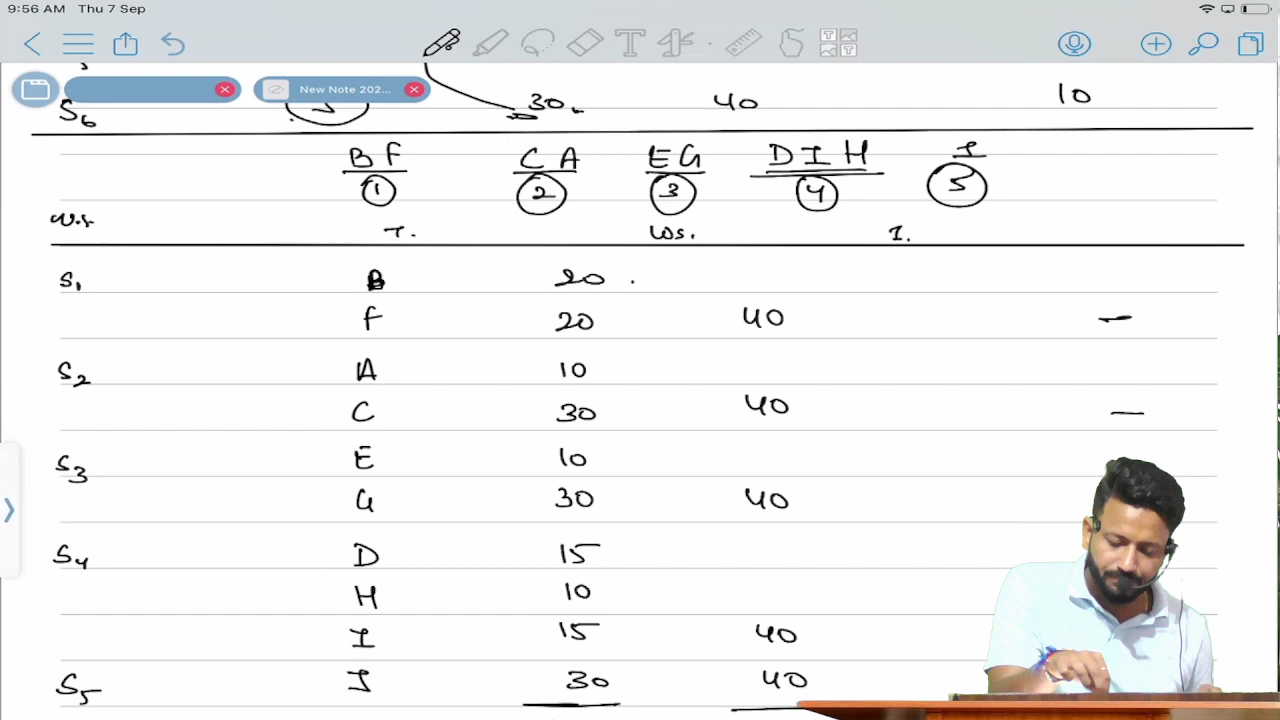 9:56 AM Thu 7 Sep
New Note 202...
S6 30 40 10
BF CA EG DIH J
1 2 3 4 5
W.S T. WS. I.
S1 B 20
F 20 40 -
S2 A 10
C 30 40 -
S3 E 10
G 30 40
S4 D 15
H 10
I 15 40
S5 J 30 40